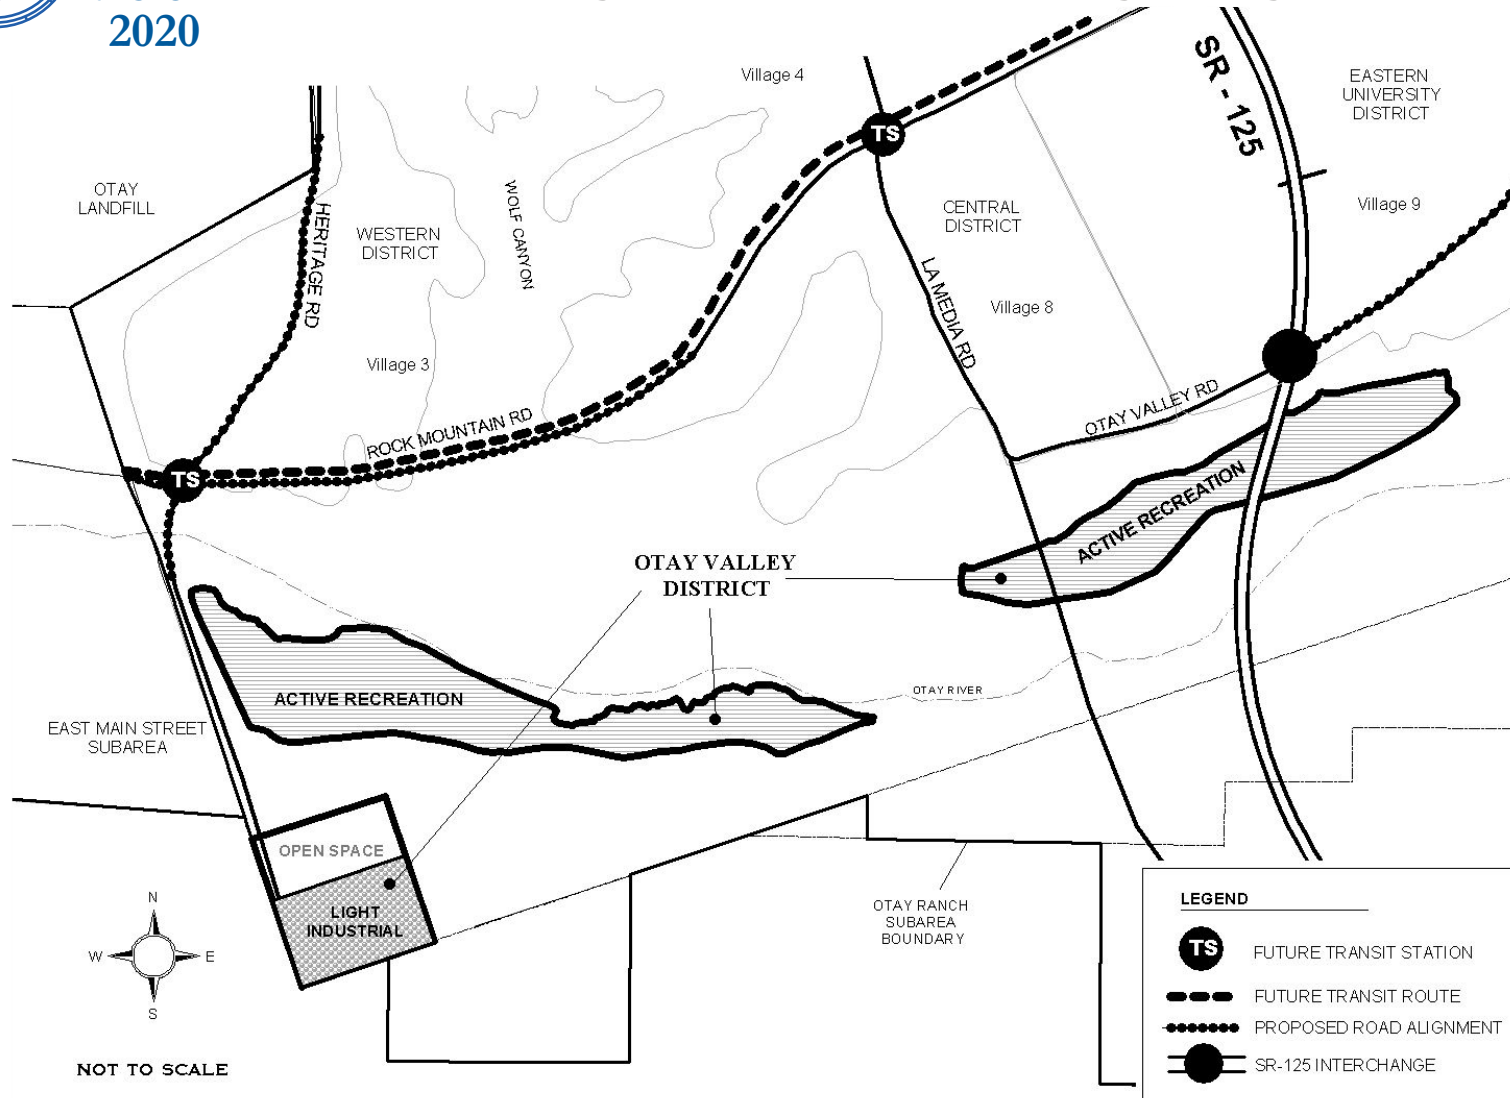 2020
Village 4
SR - 125
EASTERN
UNIVERSITY
DISTRICT
TS
OTAY
LANDFILL
WOLF CANYON
HERITAGE RD
WESTERN
DISTRICT
CENTRAL
DISTRICT
Village 9
LA MEDIA RD
Village 8
Village 3
OTAY VALLEY RD
ROCK MOUNTAIN RD
TS
ACTIVE RECREATION
OTAY VALLEY
DISTRICT
ACTIVE RECREATION
OTAY RIVER
EAST MAIN STREET
SUBAREA
OPEN SPACE
LIGHT
INDUSTRIAL
OTAY RANCH
SUBAREA
BOUNDARY
N
W
E
S
NOT TO SCALE
LEGEND
TS FUTURE TRANSIT STATION
FUTURE TRANSIT ROUTE
PROPOSED ROAD ALIGNMENT
SR-125 INTERCHANGE